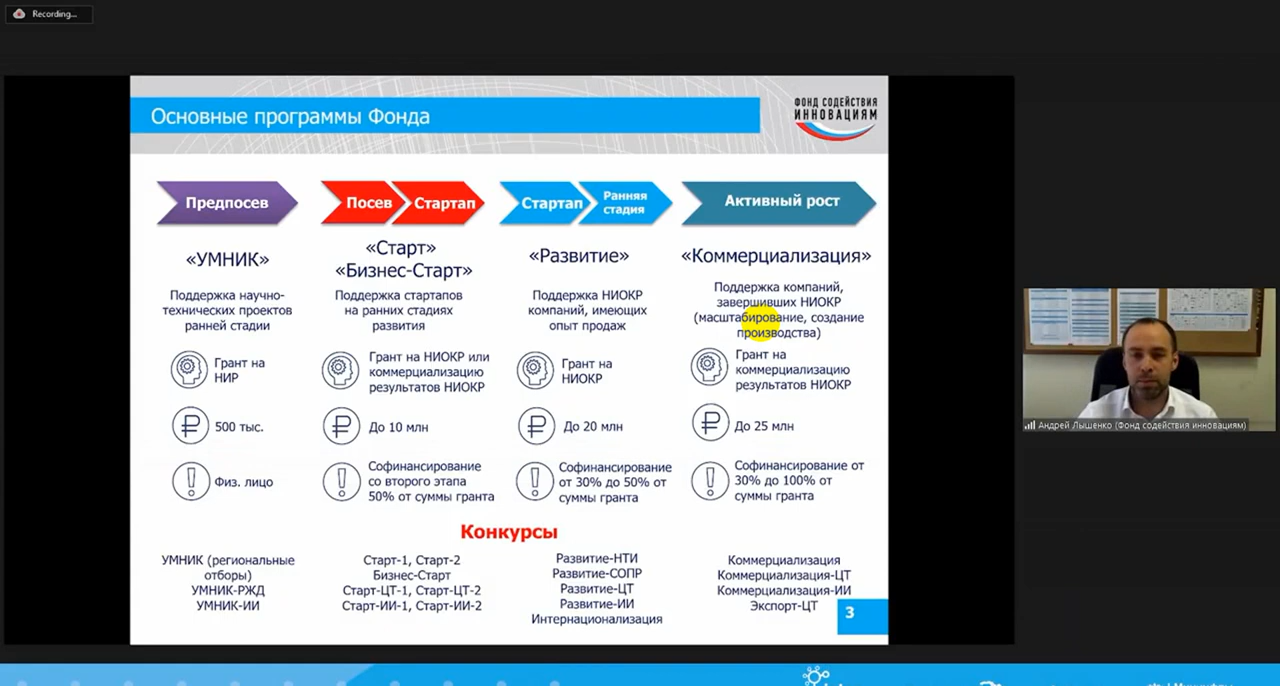 Recording...
Основные программы Фонда
ФОНД СОДЕЙСТВИЯ
ИННОВАЦИЯМ
Предпосев
Посев
Стартап
Стартап
Ранняя
стадия
Активный рост
«УМНИК»
«Старт»
«Бизнес-Старт»
«Развитие»
«Коммерциализация»
Поддержка научно-
технических проектов
ранней стадии
Поддержка стартапов
на ранних стадиях
развития
Поддержка НИОКР
компаний, имеющих
опыт продаж
Поддержка компаний,
завершивших НИОКР
(масштабирование, создание
производства)
Грант на
НИР
Грант на НИОКР или
коммерциализацию
результатов НИОКР
Грант на
НИОКР
Грант на
коммерциализацию
результатов НИОКР
500 тыс.
До 10 млн
До 20 млн
До 25 млн
Физ. лицо
Софинансирование
со второго этапа
50% от суммы гранта
Софинансирование
от 30% до 50% от
суммы гранта
Софинансирование от
30% до 100% от
суммы гранта
Конкурсы
УМНИК (региональные
отборы)
УМНИК-РЖД
УМНИК-ИИ
Старт-1, Старт-2
Бизнес-Старт
Старт-ЦТ-1, Старт-ЦТ-2
Старт-ИИ-1, Старт-ИИ-2
Развитие-НТИ
Развитие-СОПР
Развитие-ЦТ
Развитие-ИИ
Интернационализация
Коммерциализация
Коммерциализация-ЦТ
Коммерциализация-ИИ
Экспорт-ЦТ
3
Андрей Лышенко (Фонд содействия инновациям)